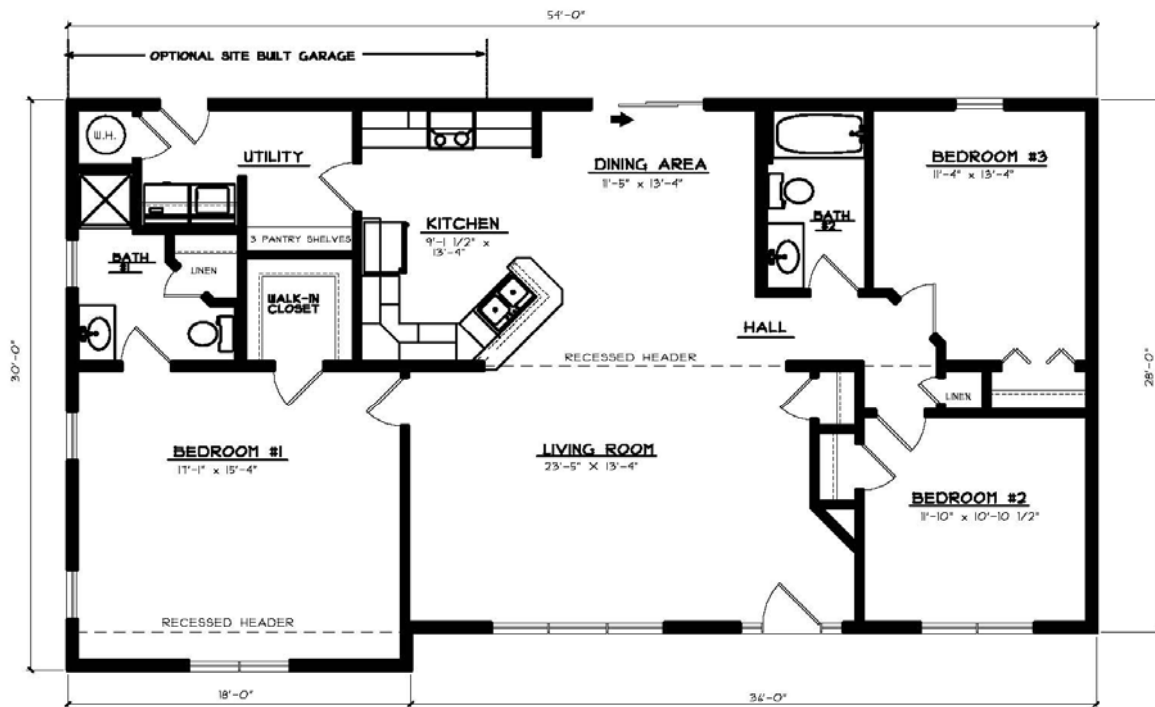 54'-0"
OPTIONAL SITE BUILT GARAGE
W.H.
UTILITY
DINING AREA
11'-5" x 13'-4"
BEDROOM #3
11'-4" x 13'-4"
KITCHEN
9'-1 1/2" x
13'-4"
BATH
#2
3 PANTRY SHELVES
BATH
#1
LINEN
WALK-IN
CLOSET
HALL
RECESSED HEADER
30'-0"
28'-0"
LINEN
BEDROOM #1
17'-1" x 15'-4"
LIVING ROOM
23'-5" X 13'-4"
BEDROOM #2
11'-10" x 10'-10 1/2"
RECESSED HEADER
18'-0"
36'-0"